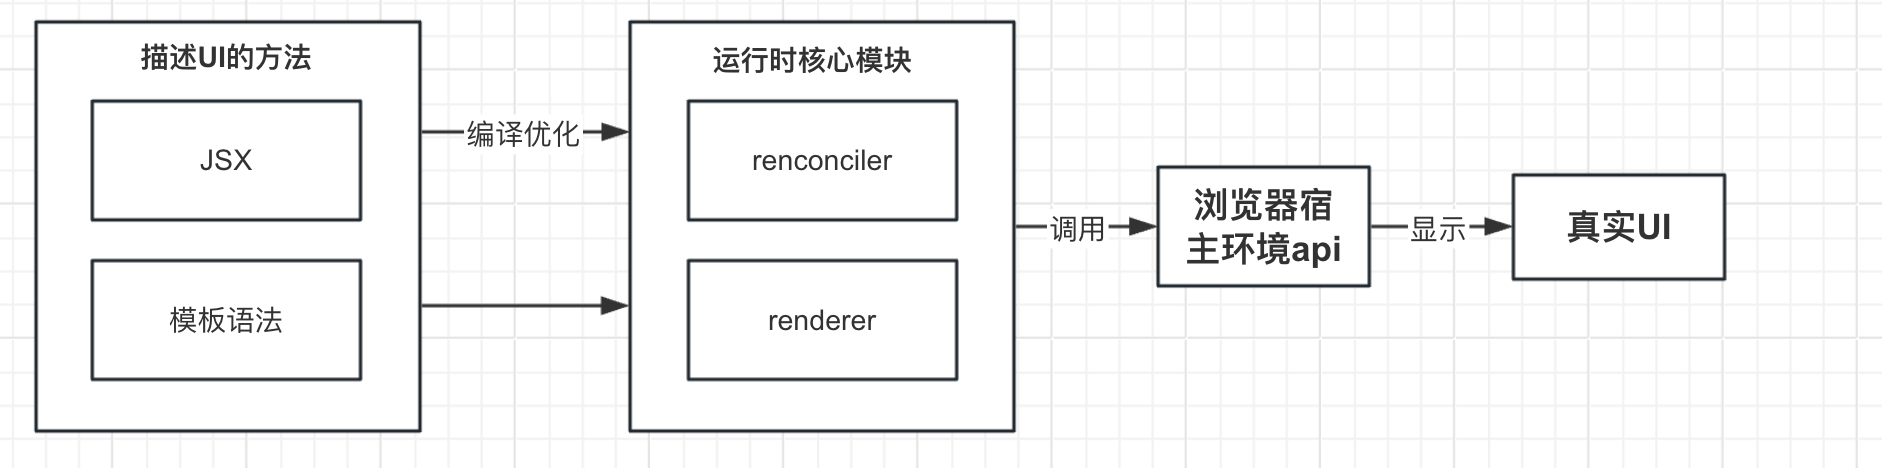 描述UI的方法
JSX
模板语法
编译优化
运行时核心模块
renconciler
renderer
调用
浏览器宿
主环境api
显示
真实UI